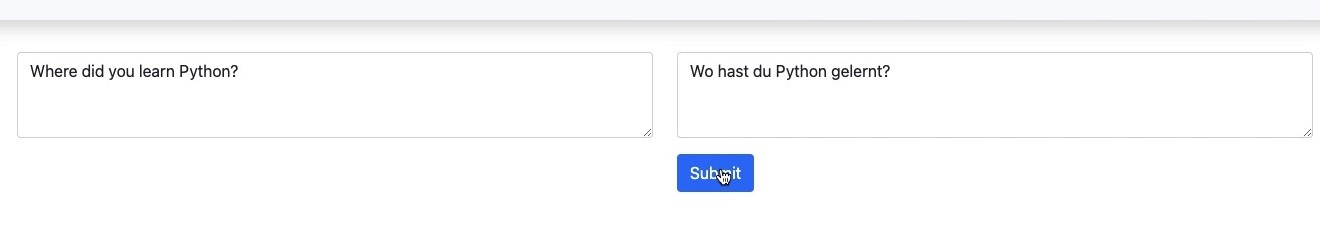 Where did you learn Python?
Wo hast du Python gelernt?
Submit